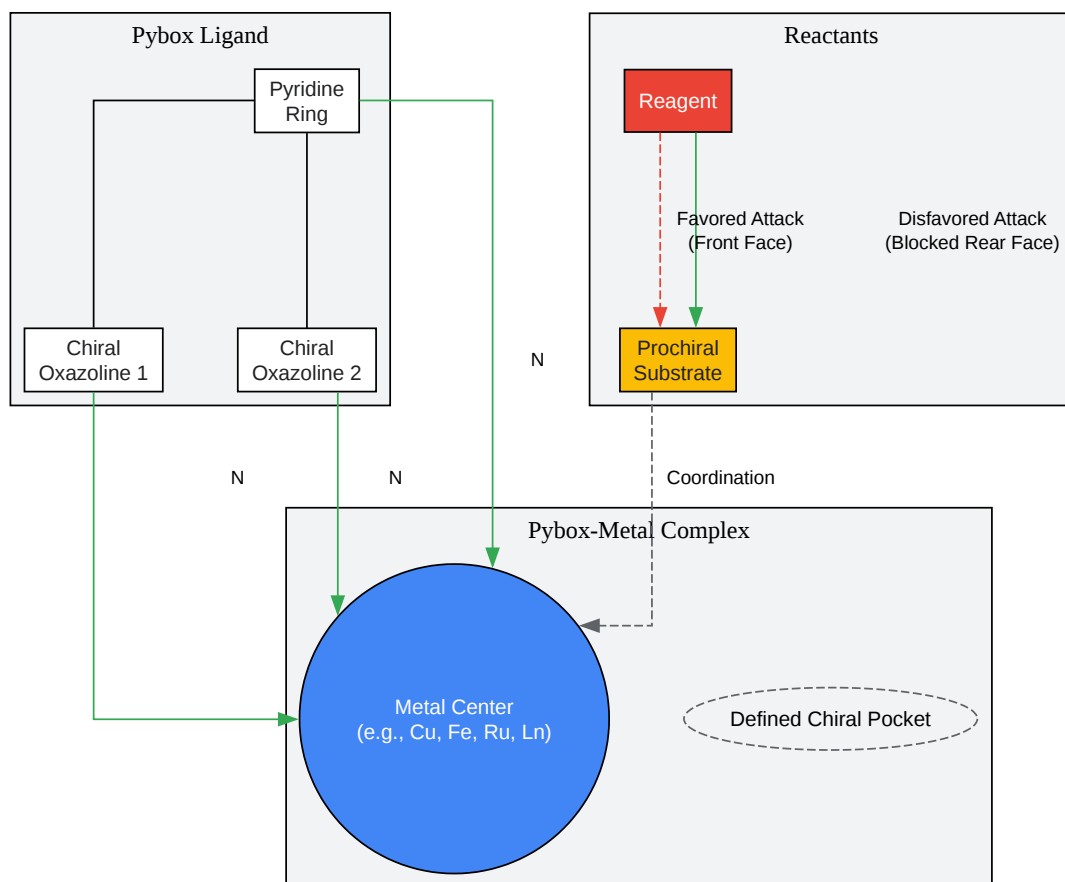 Pybox Ligand
Reactants
Pyridine
Ring
Reagent
Favored Attack
(Front Face)
Disfavored Attack
(Blocked Rear Face)
Chiral
Oxazoline 1
Chiral
Oxazoline 2
N
Prochiral
Substrate
N
N
Coordination
Pybox-Metal Complex
Metal Center
(e.g., Cu, Fe, Ru, Ln)
Defined Chiral Pocket